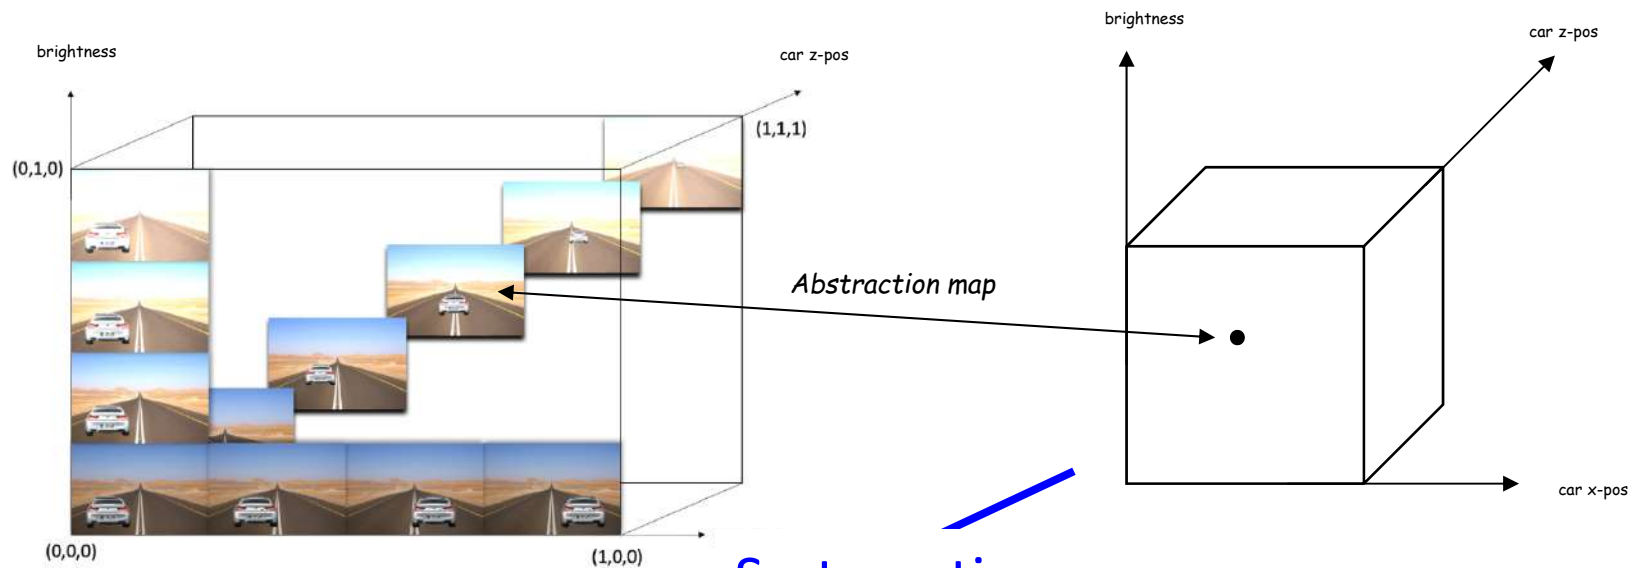 brightness
car z-pos
(0,1,0)
(1,1,1)
(0,0,0)
(1,0,0)
Abstraction map
brightness
car z-pos
car x-pos